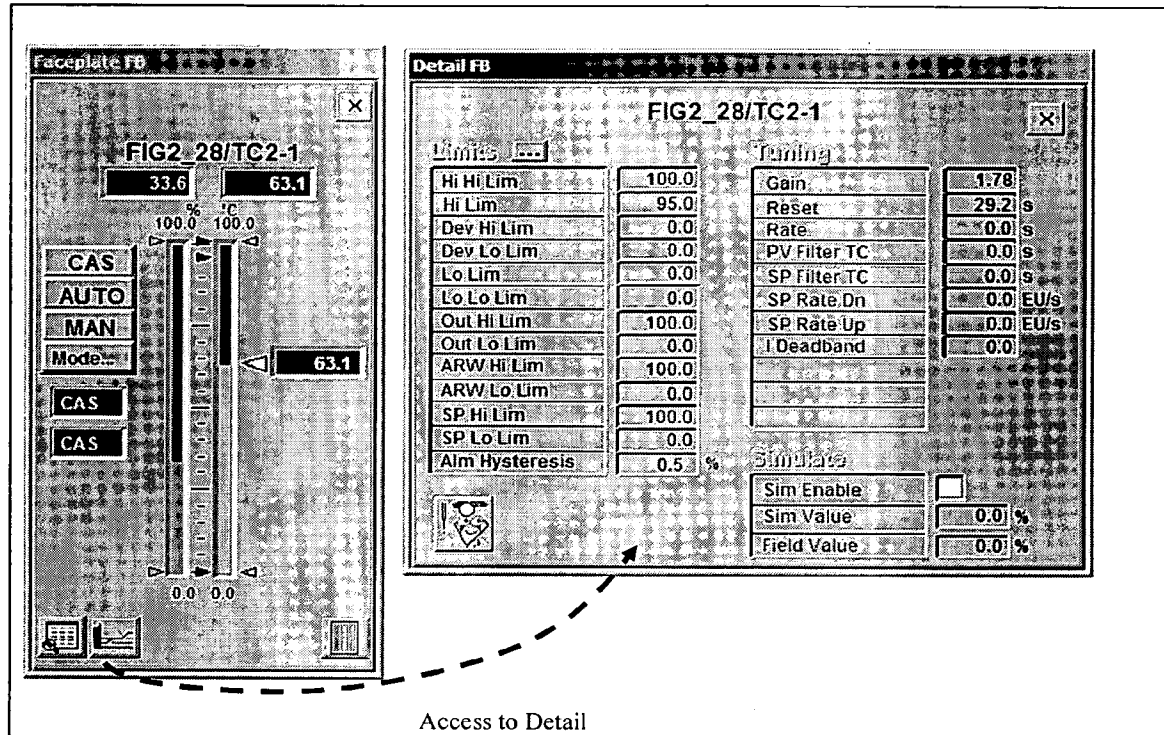 Faceplate FB
FIG2_28/TC2-1
33.6 63.1
% °C
100.0 100.0
CAS
AUTO
MAN
Mode...
63.1
CAS
CAS
0.0 0.0
Detail FB
FIG2_28/TC2-1
Limits ...
Hi Hi Lim 100.0
Hi Lim 95.0
Dev Hi Lim 0.0
Dev Lo Lim 0.0
Lo Lim 0.0
Lo Lo Lim 0.0
Out Hi Lim 100.0
Out Lo Lim 0.0
ARW Hi Lim 100.0
ARW Lo Lim 0.0
SP Hi Lim 100.0
SP Lo Lim 0.0
Alm Hysteresis 0.5 %
Tuning
Gain 1.78
Reset 29.2 s
Rate 0.0 s
PV Filter TC 0.0 s
SP Filter TC 0.0 s
SP Rate Dn 0.0 EU/s
SP Rate Up 0.0 EU/s
I Deadband 0.0
Simulate
Sim Enable
Sim Value 0.0 %
Field Value 0.0 %
Access to Detail